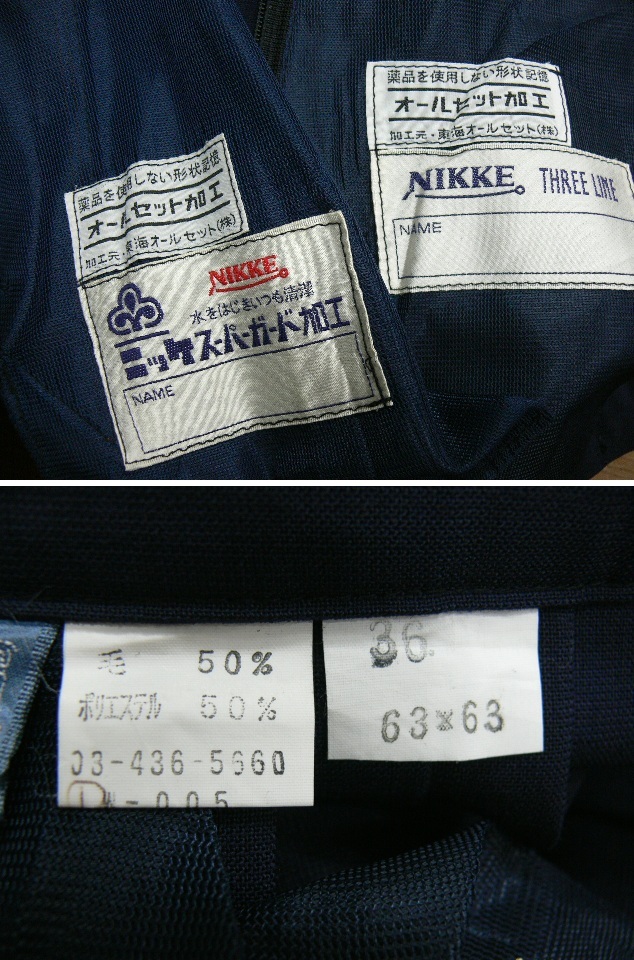 薬品を使用しない形状記憶
オールセット加工
加工元・東海オールセット(株)
NIKKE
水をはじきいつも清潔
ニッケスーパーガード加工
NAME
薬品を使用しない形状記憶
オールセット加工
加工元・東海オールセット(株)
NIKKE THREE LINE
NAME
毛 50%
ポリエステル 50%
03-436-5660
-005
36
63×63